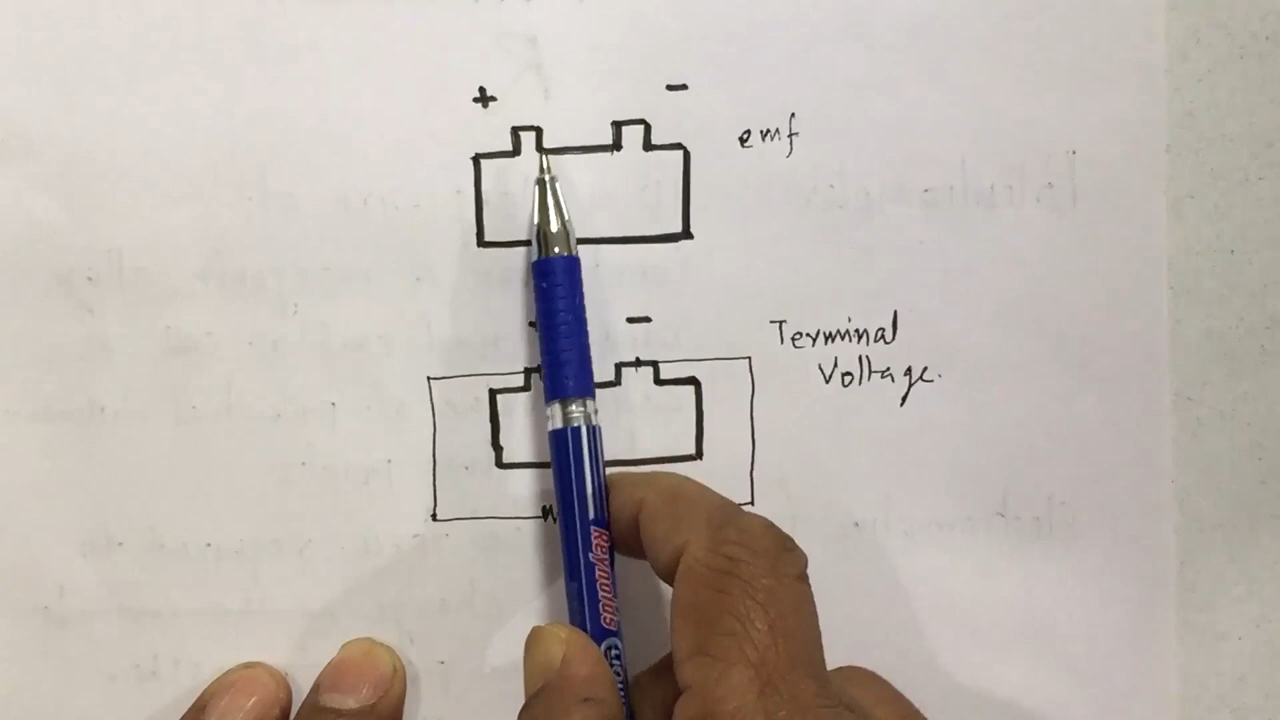 + -
emf
-
Terminal
Voltage.
Reynolds